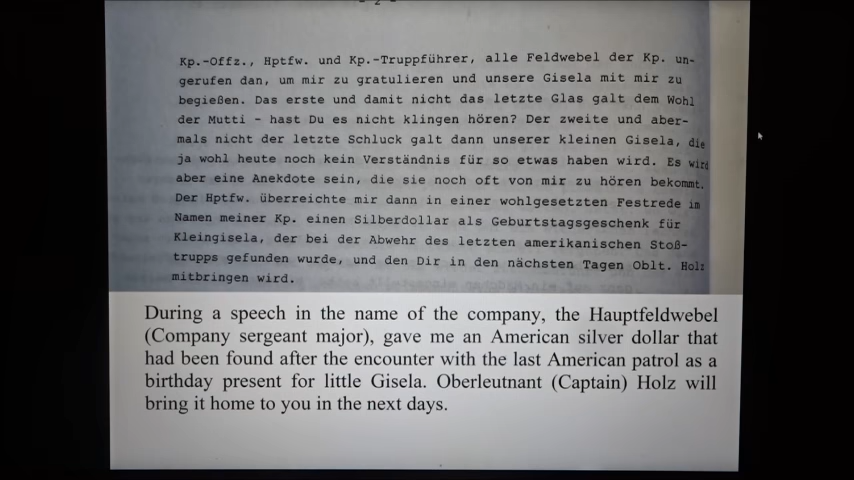 - 2 -
Kp.-Offz., Hptfw. und Kp.-Truppführer, alle Feldwebel der Kp. un-
gerufen dan, um mir zu gratulieren und unsere Gisela mit mir zu
begießen. Das erste und damit nicht das letzte Glas galt dem Wohl
der Mutti - hast Du es nicht klingen hören? Der zweite und aber-
mals nicht der letzte Schluck galt dann unserer kleinen Gisela, die
ja wohl heute noch kein Verständnis für so etwas haben wird. Es wird
aber eine Anekdote sein, die sie noch oft von mir zu hören bekommt.
Der Hptfw. überreichte mir dann in einer wohlgesetzten Festrede im
Namen meiner Kp. einen Silberdollar als Geburtstagsgeschenk für
Kleingisela, der bei der Abwehr des letzten amerikanischen Stoß-
trupps gefunden wurde, und den Dir in den nächsten Tagen Oblt. Holz
mitbringen wird.
During a speech in the name of the company, the Hauptfeldwebel
(Company sergeant major), gave me an American silver dollar that
had been found after the encounter with the last American patrol as a
birthday present for little Gisela. Oberleutnant (Captain) Holz will
bring it home to you in the next days.